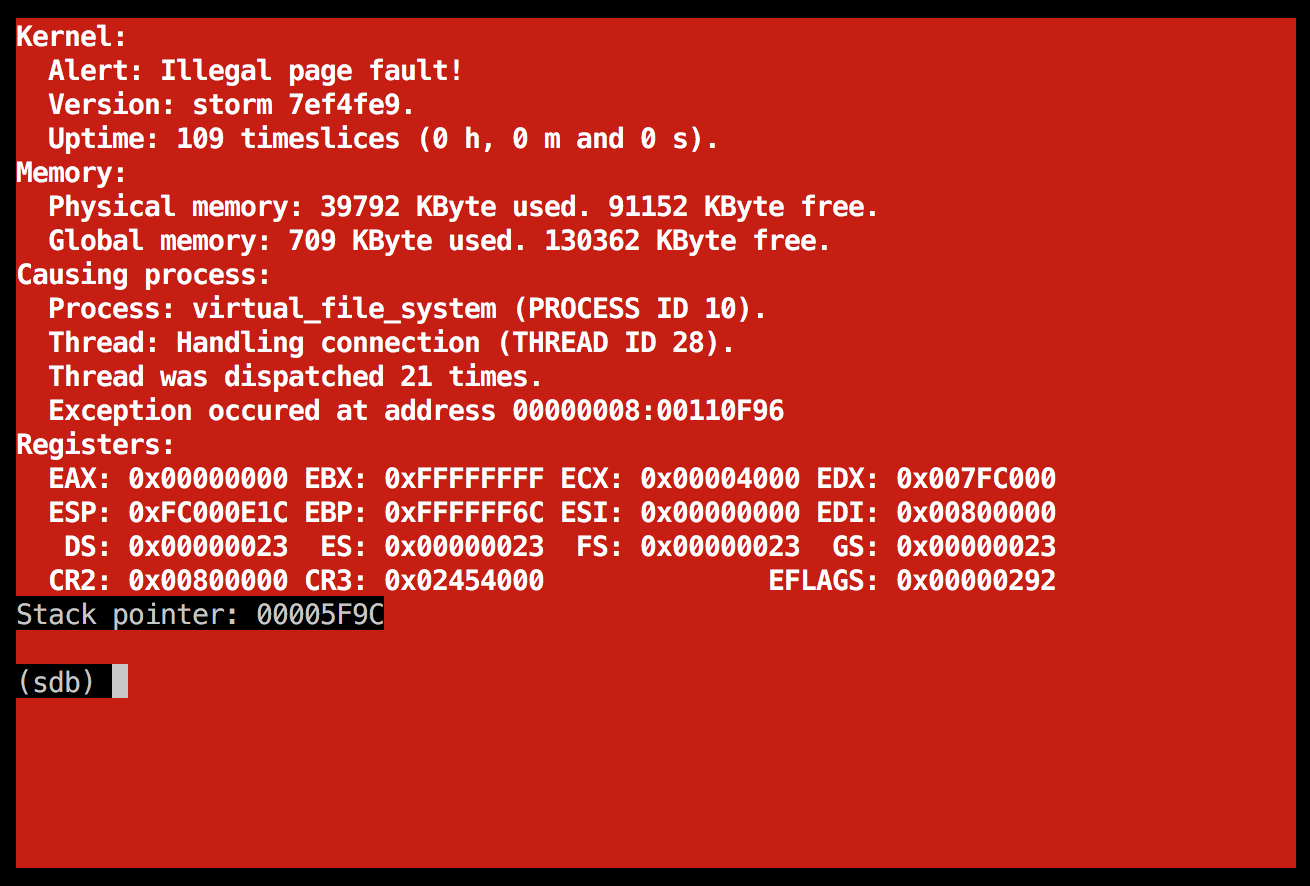 Kernel:
Alert: Illegal page fault!
Version: storm 7ef4fe9.
Uptime: 109 timeslices (0 h, 0 m and 0 s).
Memory:
Physical memory: 39792 KByte used. 91152 KByte free.
Global memory: 709 KByte used. 130362 KByte free.
Causing process:
Process: virtual_file_system (PROCESS ID 10).
Thread: Handling connection (THREAD ID 28).
Thread was dispatched 21 times.
Exception occured at address 00000008:00110F96
Registers:
EAX: 0x00000000 EBX: 0xFFFFFFFF ECX: 0x00004000 EDX: 0x007FC000
ESP: 0xFC000E1C EBP: 0xFFFFFF6C ESI: 0x00000000 EDI: 0x00800000
DS: 0x00000023 ES: 0x00000023 FS: 0x00000023 GS: 0x00000023
CR2: 0x00800000 CR3: 0x02454000 EFLAGS: 0x00000292
Stack pointer: 00005F9C
(sdb)